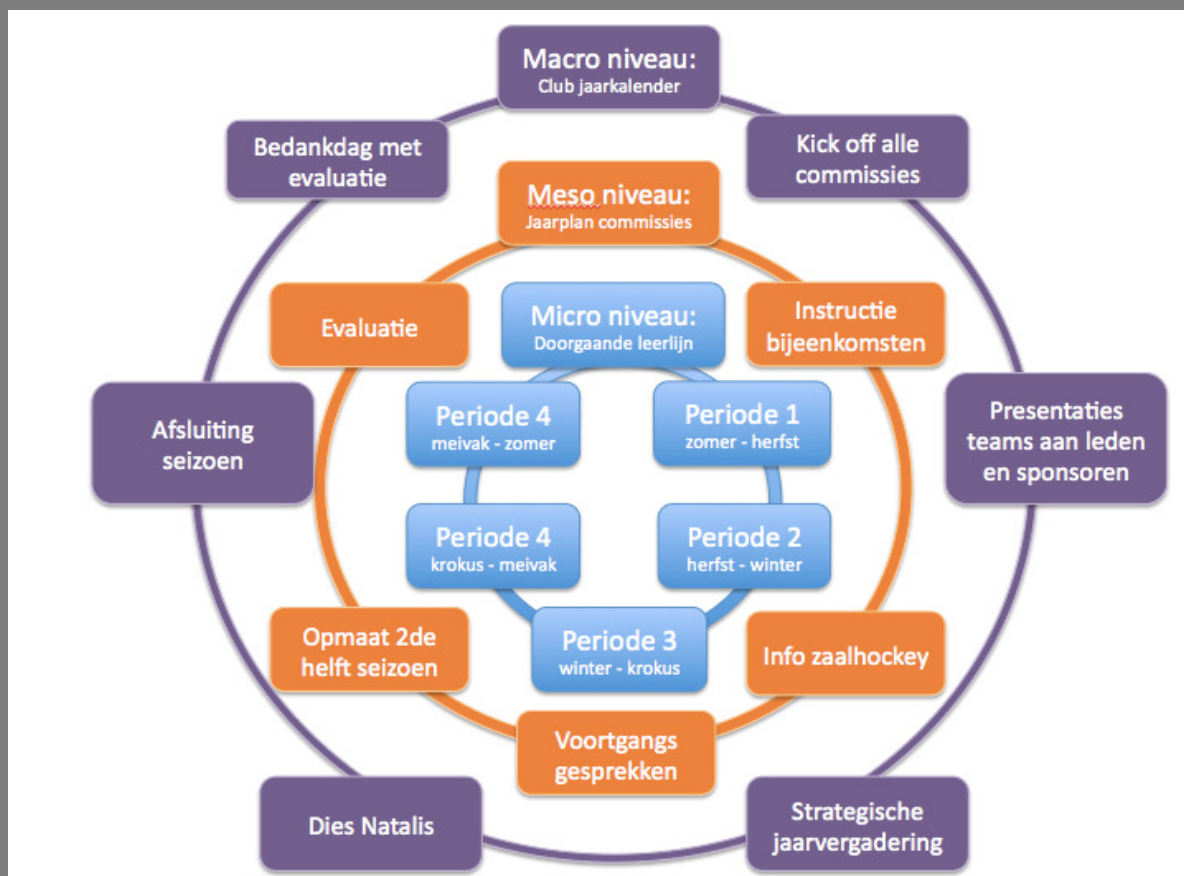 Macro niveau:
Club jaarkalender
Kick off alle
commissies
Presentaties
teams aan leden
en sponsoren
Strategische
jaarvergadering
Dies Natalis
Afsluiting
seizoen
Bedankdag met
evaluatie
Meso niveau:
Jaarplan commissies
Instructie
bijeenkomsten
Info zaalhockey
Voortgangs
gesprekken
Opmaat 2de
helft seizoen
Evaluatie
Micro niveau:
Doorgaande leerlijn
Periode 1
zomer - herfst
Periode 2
herfst - winter
Periode 3
winter - krokus
Periode 4
krokus - meivak
Periode 4
meivak - zomer